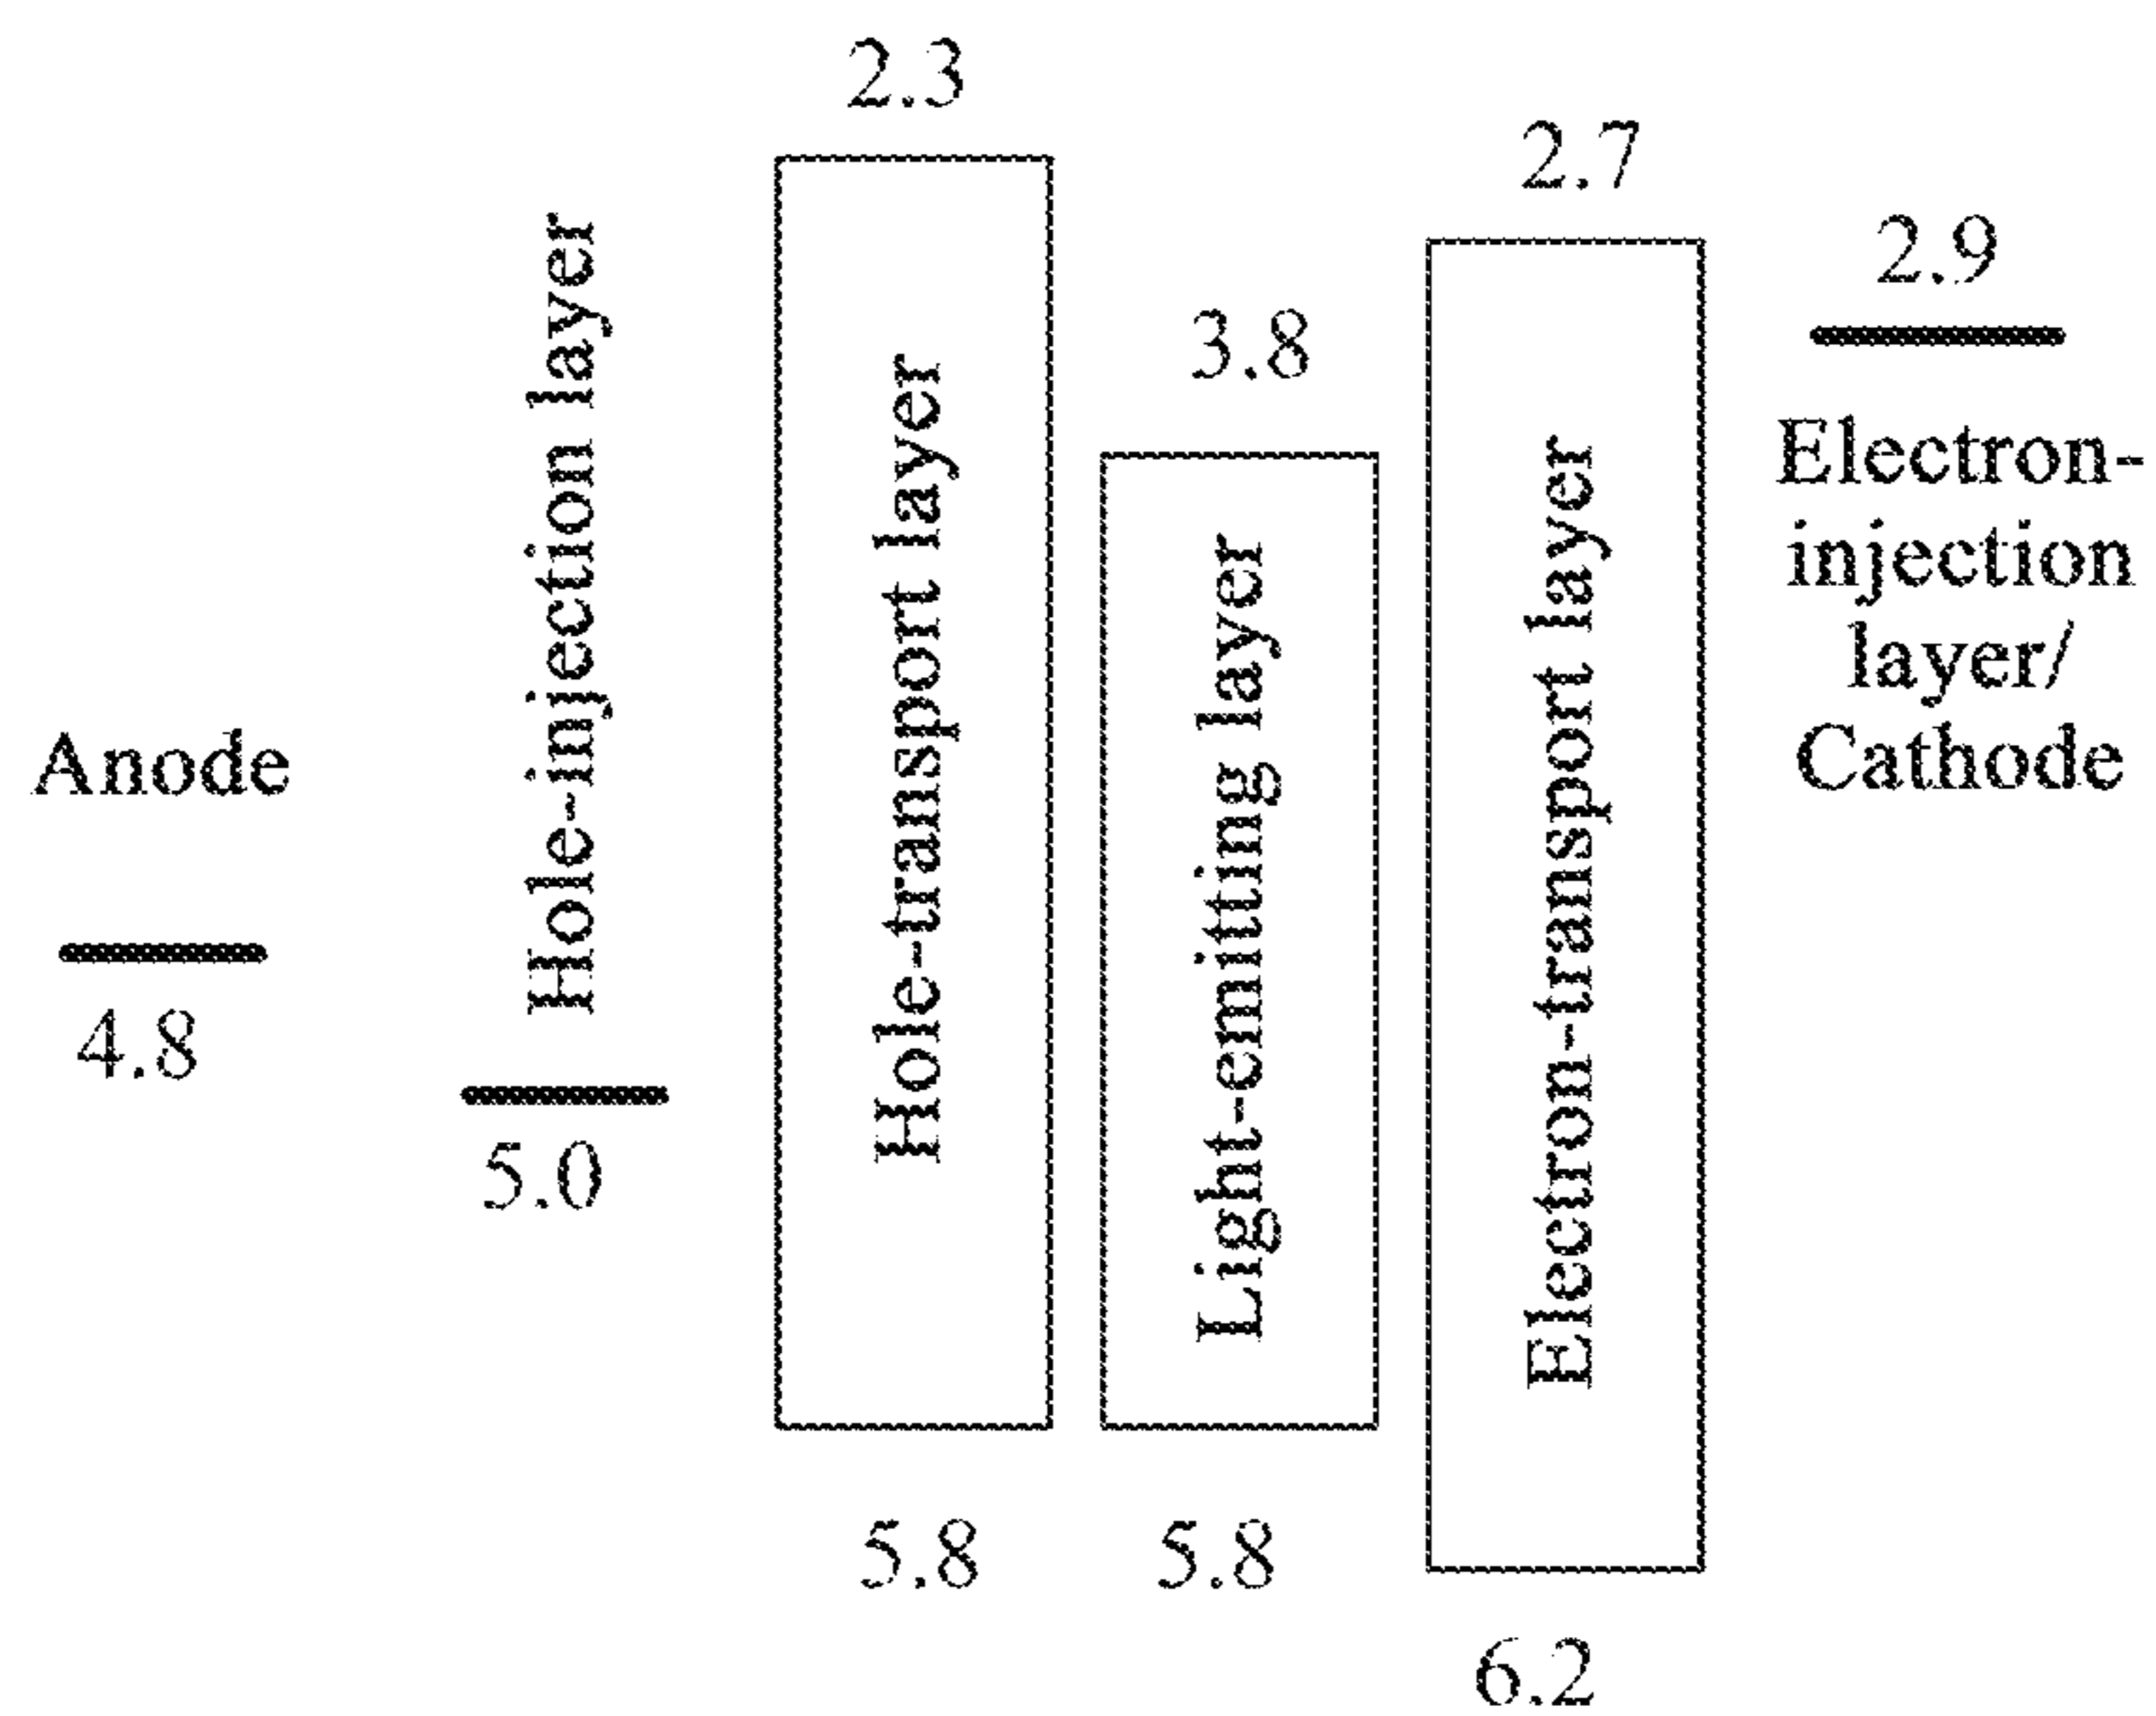 Anode
4.8
Hole-injection layer
5.0
2.3
Hole-transport layer
5.8
3.8
Light-emitting layer
5.8
2.7
Electron-transport layer
6.2
2.9
Electron-
injection
layer/
Cathode